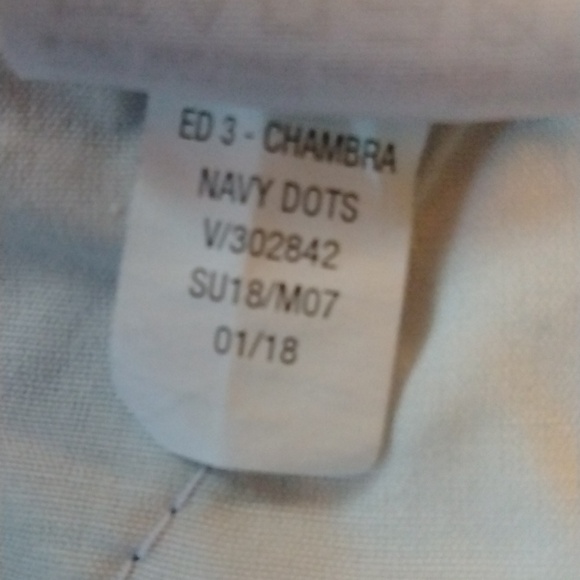 ED 3 - CHAMBRA
NAVY DOTS
V/302842
SU18/M07
01/18